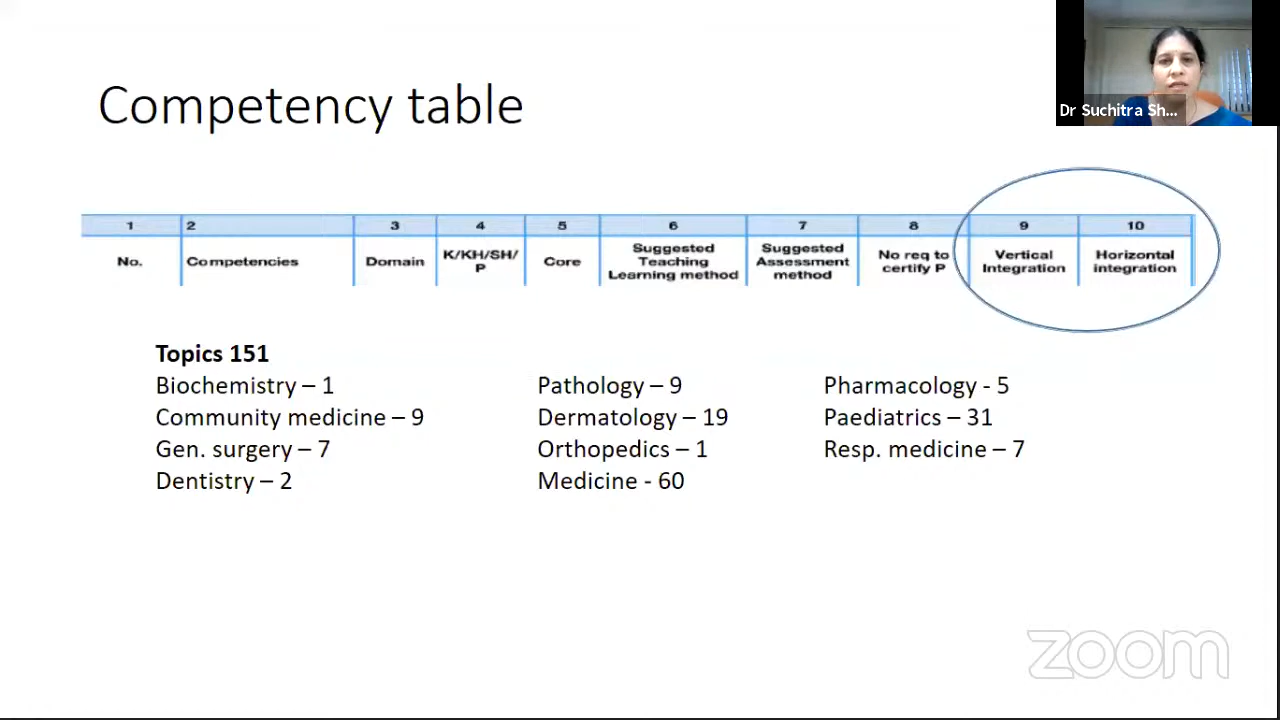 Dr Suchitra Sh...
Competency table
1 2 3 4 5 6 7 8 9 10
No. Competencies Domain K/KH/SH/ P Core Suggested Teaching Learning method Suggested Assessment method No req to certify P Vertical Integration Horizontal integration
Topics 151
Biochemistry – 1
Community medicine – 9
Gen. surgery – 7
Dentistry – 2
Pathology – 9
Dermatology – 19
Orthopedics – 1
Medicine - 60
Pharmacology - 5
Paediatrics – 31
Resp. medicine – 7
zoom